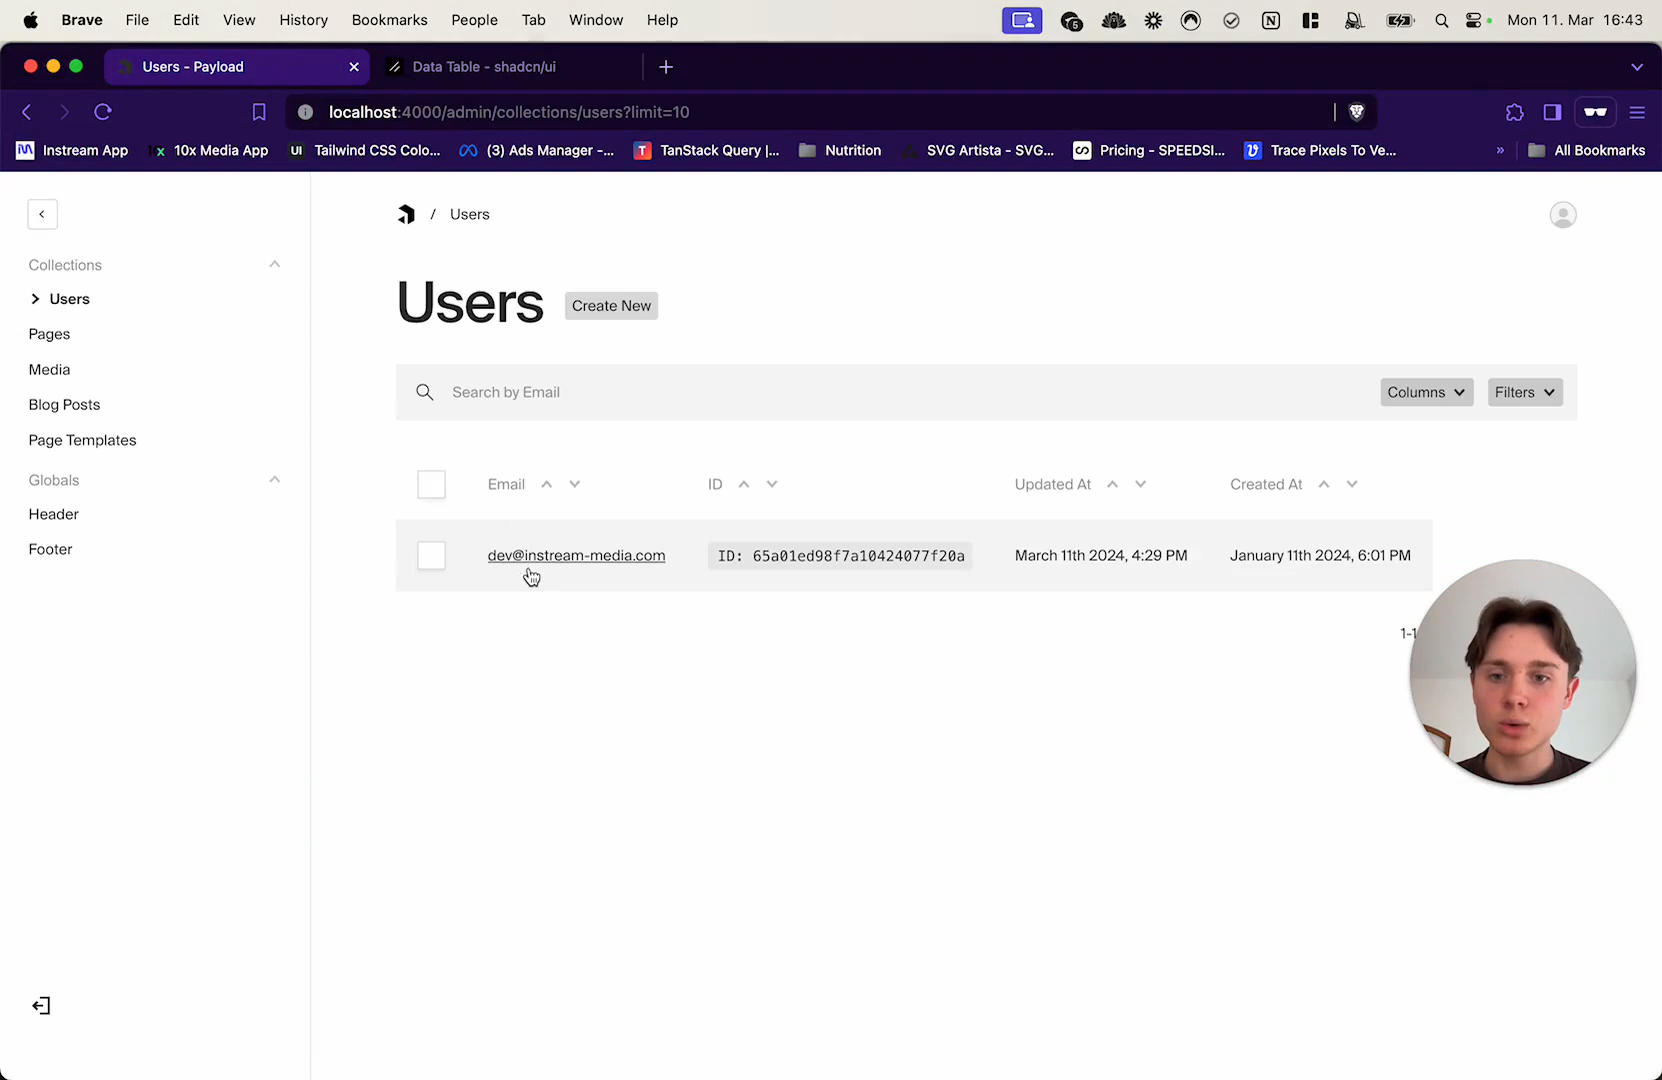 Brave File Edit View History Bookmarks People Tab Window Help Mon 11. Mar 16:43
Users - Payload Data Table - shadcn/ui
localhost:4000/admin/collections/users?limit=10
Instream App 10x Media App Tailwind CSS Colo... (3) Ads Manager -... TanStack Query |... Nutrition SVG Artista - SVG... Pricing - SPEEDSI... Trace Pixels To Ve... » All Bookmarks
/ Users
Collections
Users
Pages
Media
Blog Posts
Page Templates
Globals
Header
Footer
Users Create New
Search by Email Columns Filters
Email ID Updated At Created At
dev@instream-media.com ID: 65a01ed98f7a10424077f20a March 11th 2024, 4:29 PM January 11th 2024, 6:01 PM
1-1